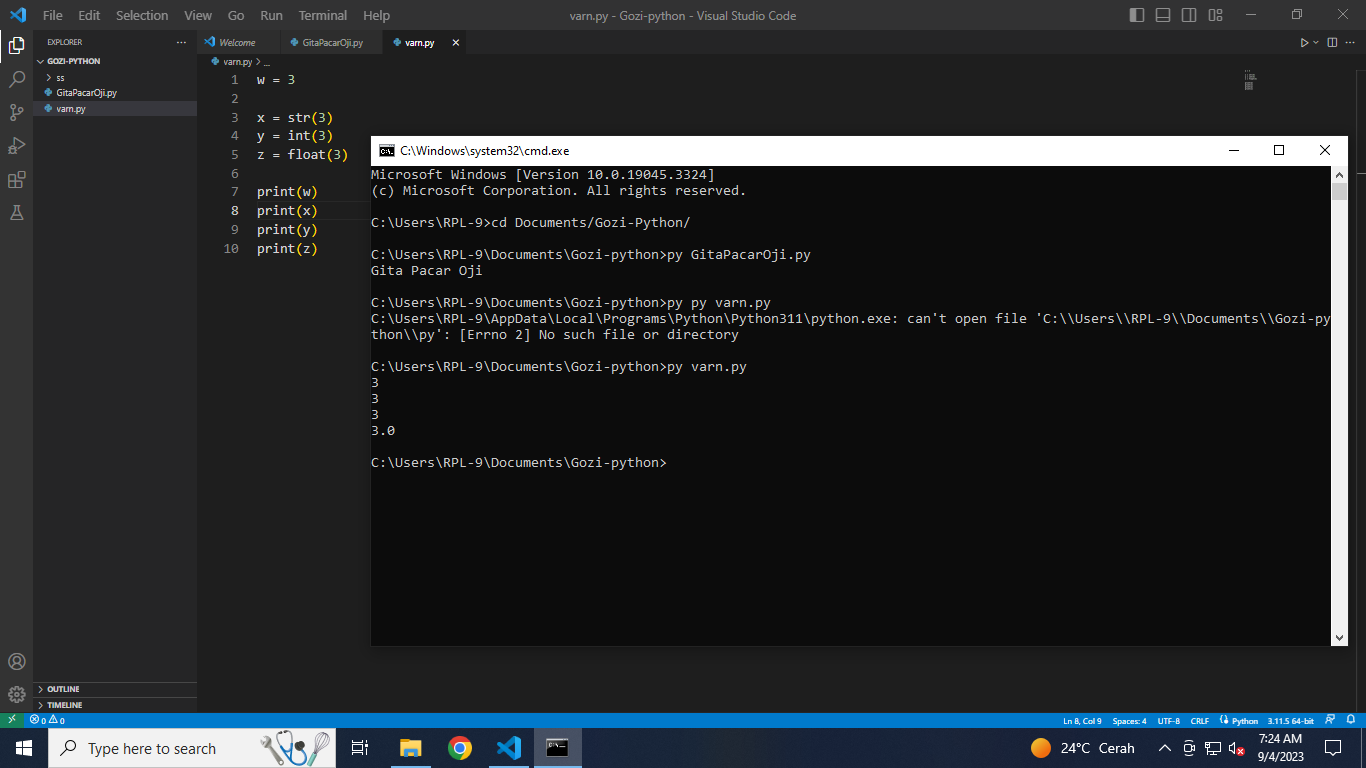 File Edit Selection View Go Run Terminal Help
varn.py - Gozi-python - Visual Studio Code
EXPLORER
GOZI-PYTHON
ss
GitaPacarOji.py
varn.py
OUTLINE
TIMELINE
Welcome
GitaPacarOji.py
varn.py
varn.py > ...
1 w = 3
2
3 x = str(3)
4 y = int(3)
5 z = float(3)
6
7 print(w)
8 print(x)
9 print(y)
10 print(z)
C:\Windows\system32\cmd.exe
Microsoft Windows [Version 10.0.19045.3324]
(c) Microsoft Corporation. All rights reserved.
C:\Users\RPL-9>cd Documents/Gozi-Python/
C:\Users\RPL-9\Documents\Gozi-python>py GitaPacarOji.py
Gita Pacar Oji
C:\Users\RPL-9\Documents\Gozi-python>py py varn.py
C:\Users\RPL-9\AppData\Local\Programs\Python\Python311\python.exe: can't open file 'C:\\Users\\RPL-9\\Documents\\Gozi-py
thon\\py': [Errno 2] No such file or directory
C:\Users\RPL-9\Documents\Gozi-python>py varn.py
3
3
3
3.0
C:\Users\RPL-9\Documents\Gozi-python>
0 0
Ln 8, Col 9 Spaces: 4 UTF-8 CRLF Python 3.11.5 64-bit
Type here to search
24°C Cerah
7:24 AM
9/4/2023